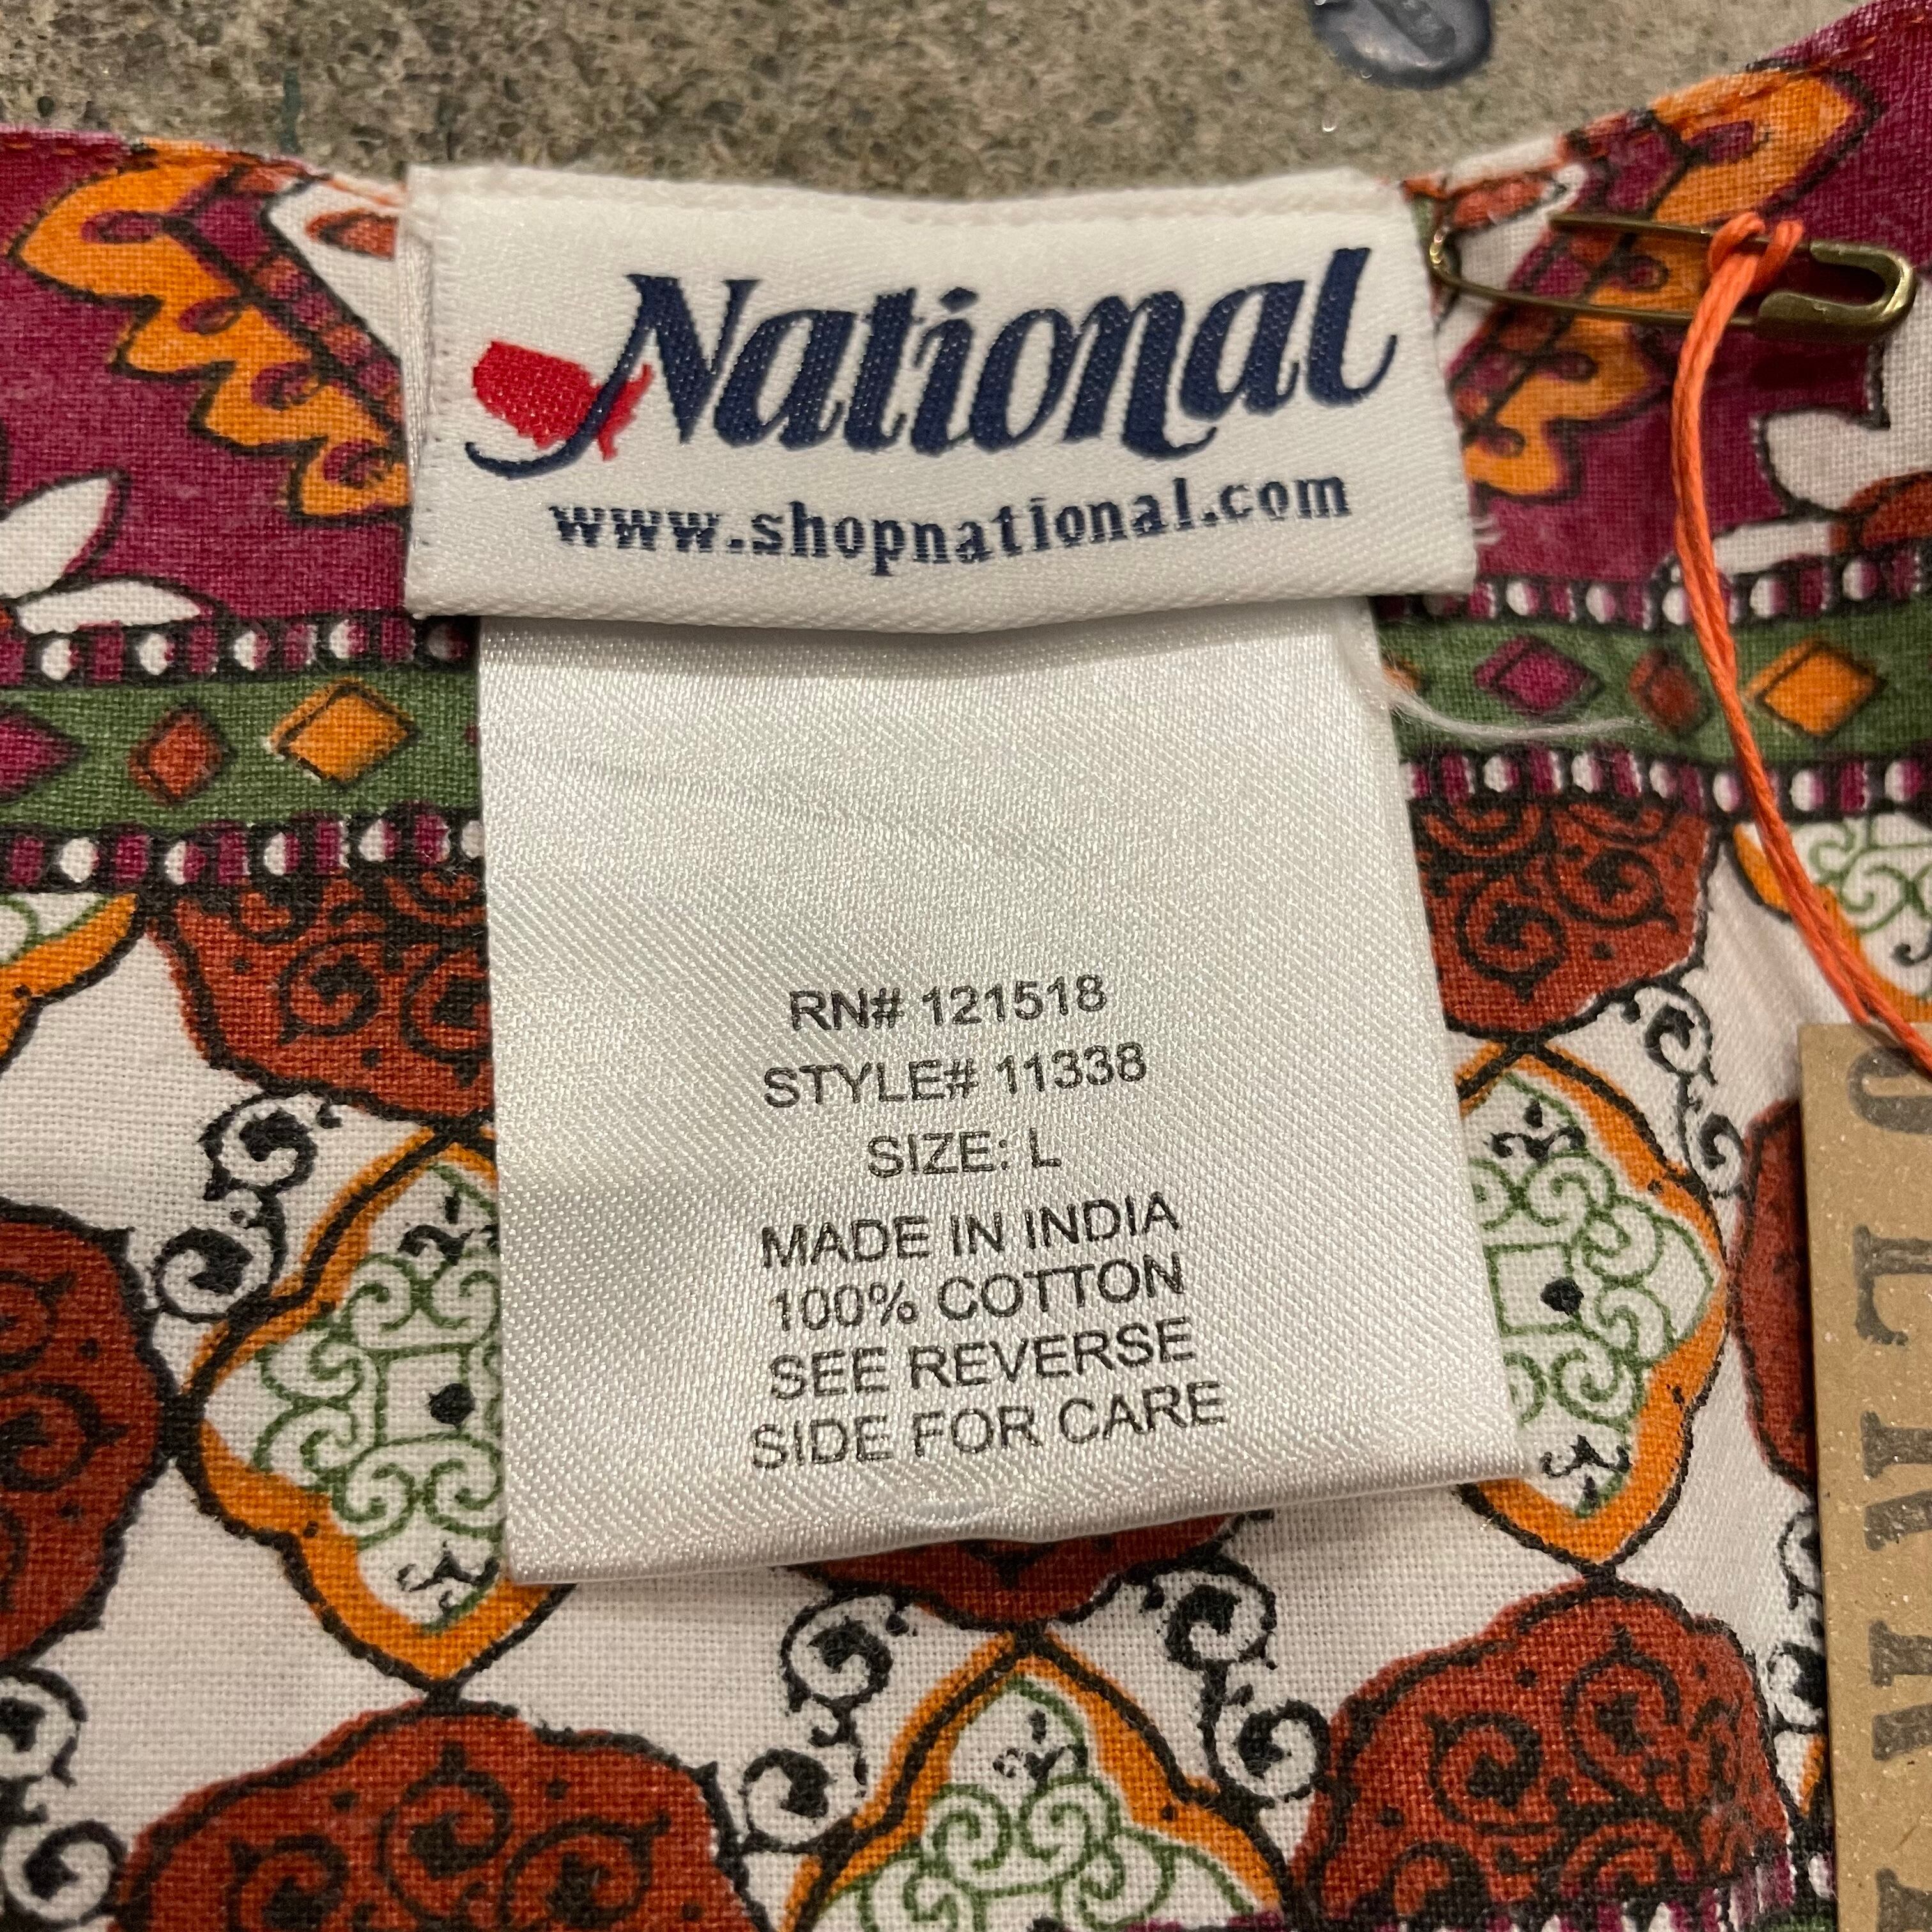 National
www.shopnational.com
RN# 121518
STYLE# 11338
SIZE: L
MADE IN INDIA
100% COTTON
SEE REVERSE
SIDE FOR CARE